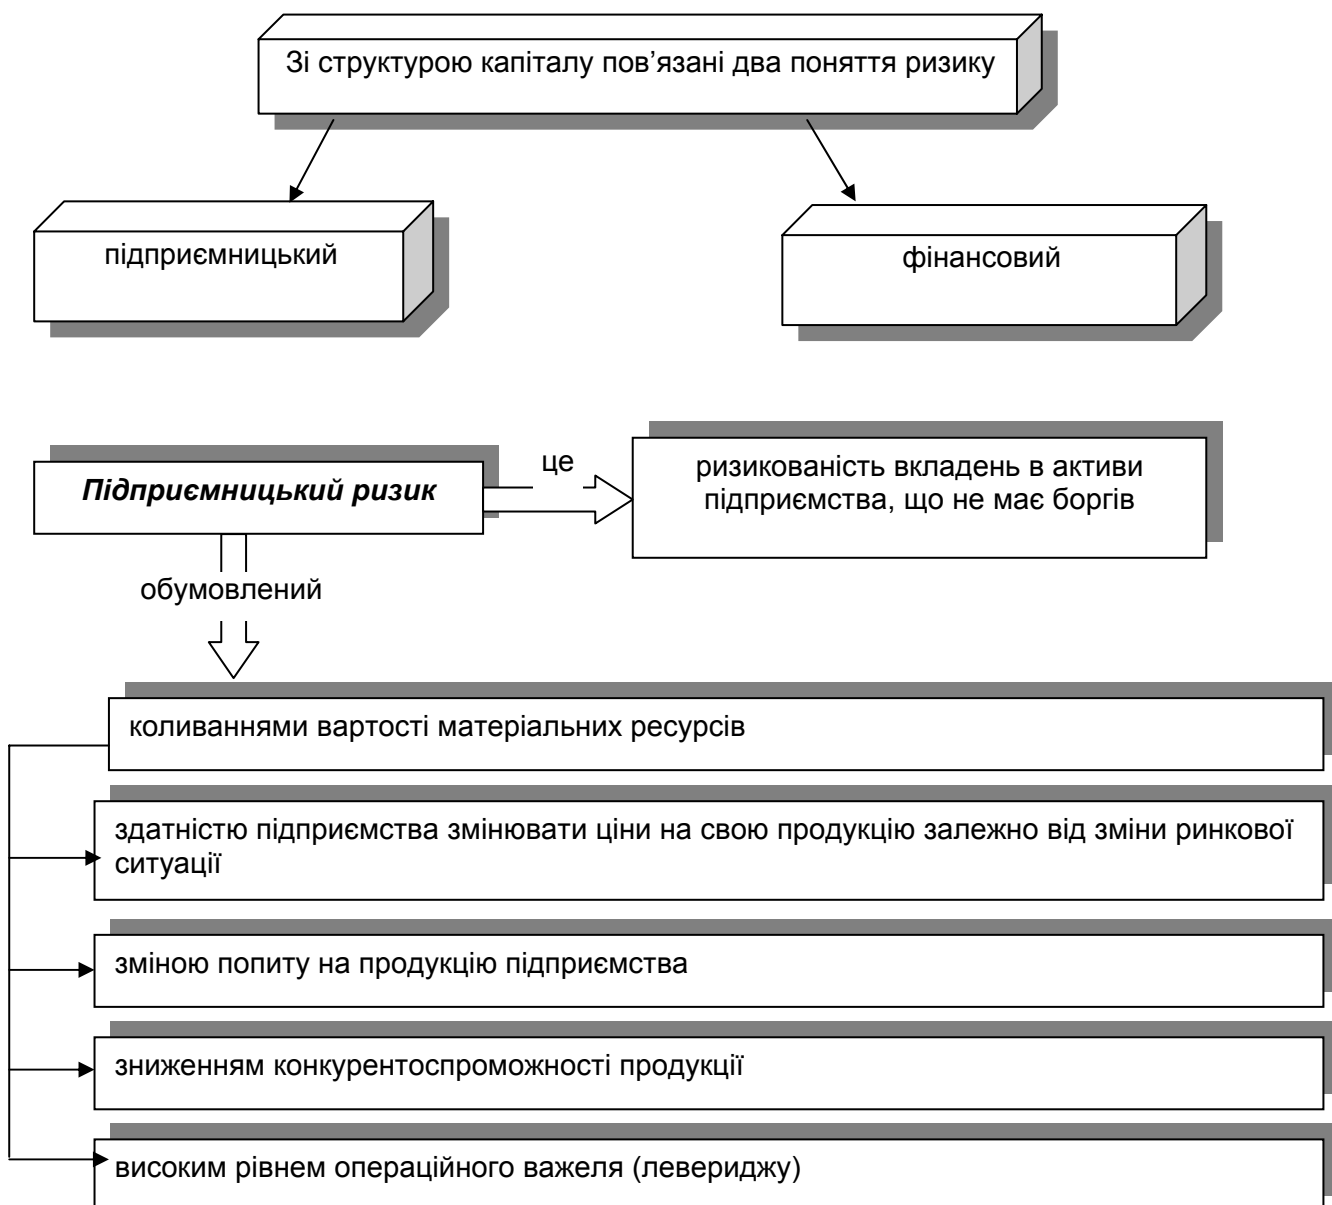 Зі структурою капіталу пов’язані два поняття ризику
підприємницький
фінансовий
Підприємницький ризик
це
ризикованість вкладень в активи
підприємства, що не має боргів
обумовлений
коливаннями вартості матеріальних ресурсів
здатністю підприємства змінювати ціни на свою продукцію залежно від зміни ринкової
ситуації
зміною попиту на продукцію підприємства
зниженням конкурентоспроможності продукції
високим рівнем операційного важеля (левериджу)